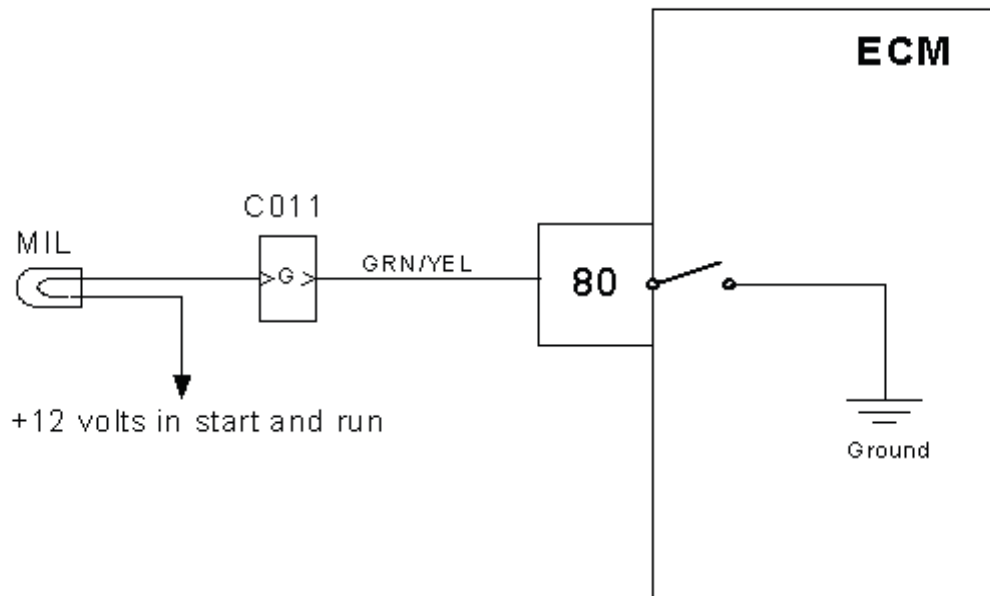 ECM
C011
MIL
G
GRN/YEL
80
+12 volts in start and run
Ground